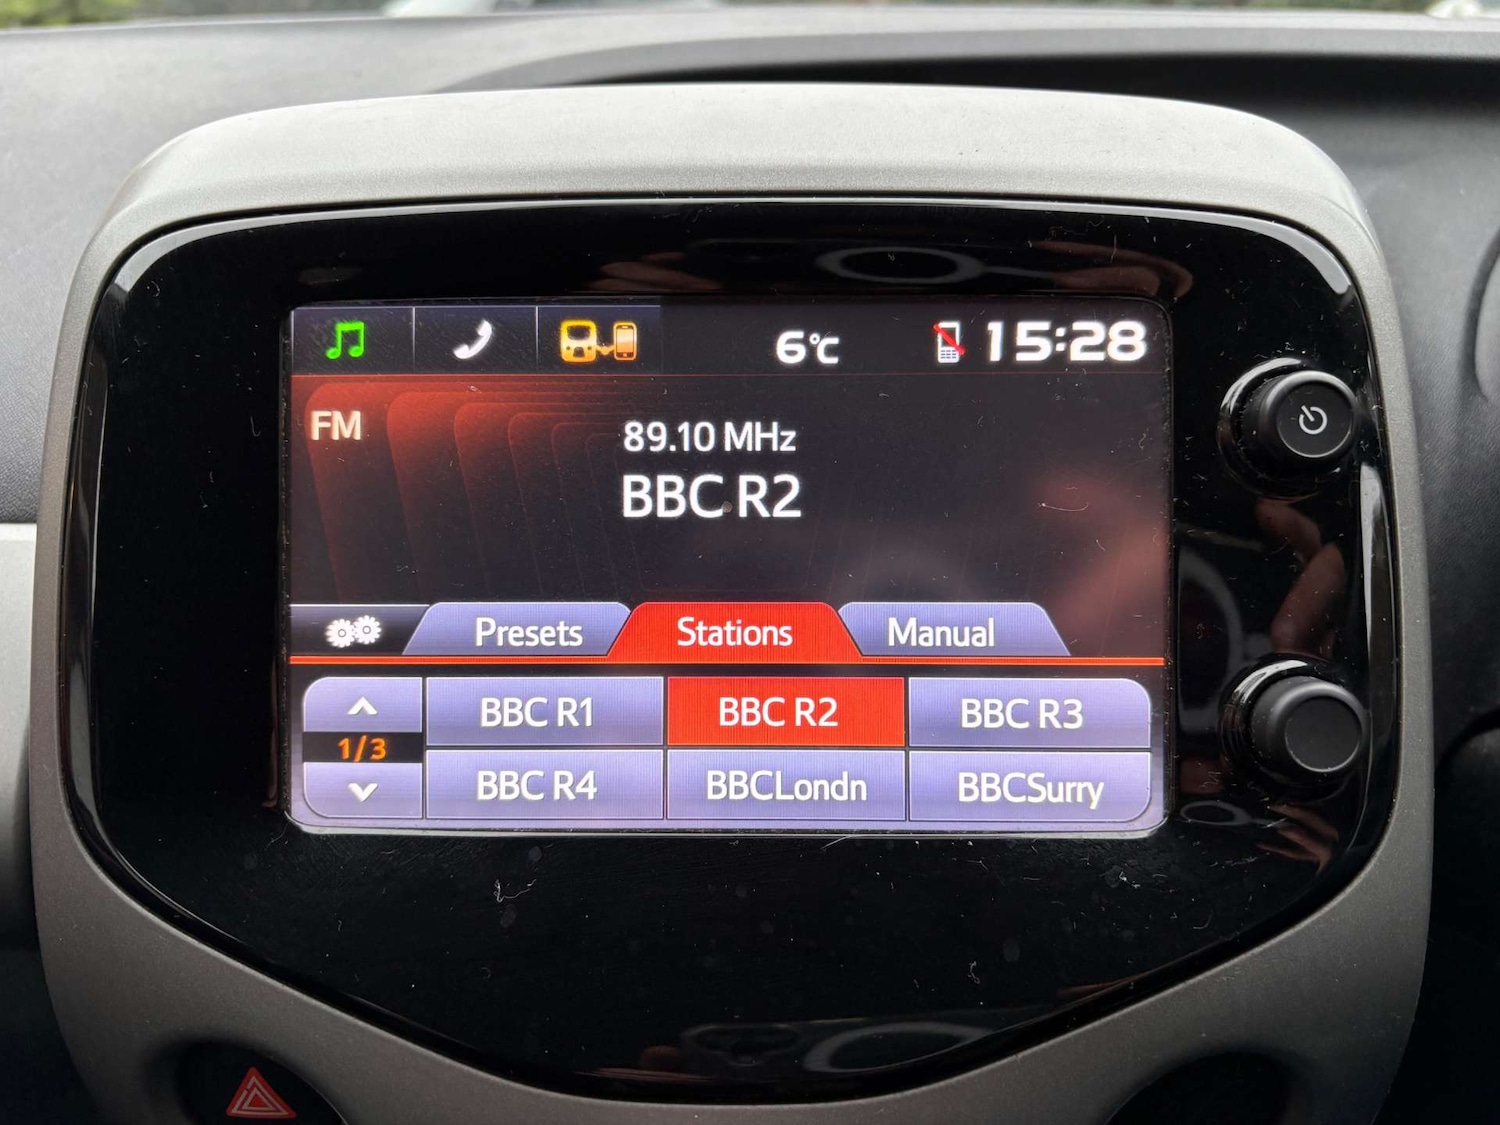 6°C 15:28
FM
89.10 MHz
BBC R2
Presets Stations Manual
BBC R1 BBC R2 BBC R3
1/3
BBC R4 BBCLondn BBCSurry